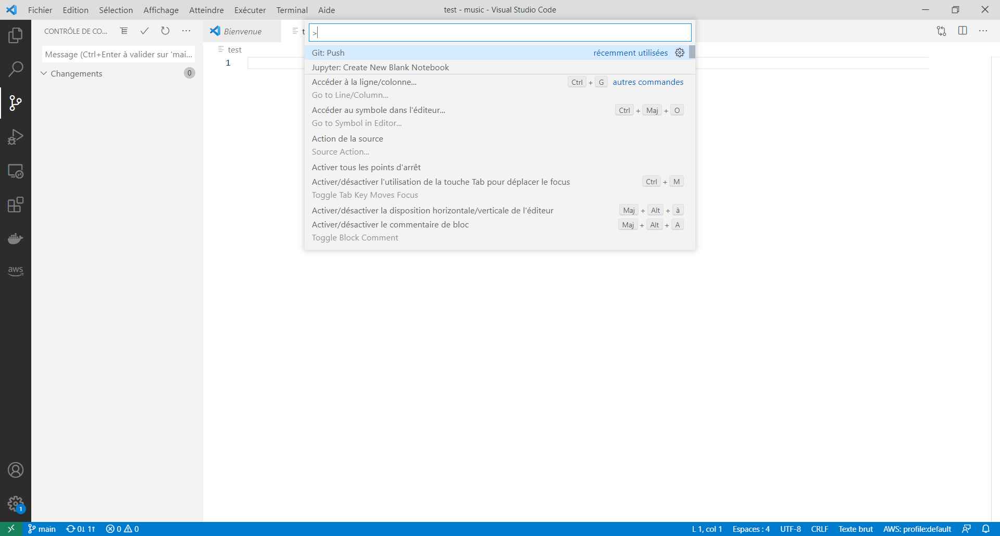 Fichier Edition Sélection Affichage Atteindre Exécuter Terminal Aide test - music - Visual Studio Code
CONTRÔLE DE CO...
Bienvenue
t
>
Message (Ctrl+Enter à valider sur 'mai...
test
Changements 0
1
Git: Push récemment utilisées
Jupyter: Create New Blank Notebook
Accéder à la ligne/colonne... Ctrl + G autres commandes
Go to Line/Column...
Accéder au symbole dans l'éditeur... Ctrl + Maj + O
Go to Symbol in Editor...
Action de la source
Source Action...
Activer tous les points d'arrêt
Activer/désactiver l'utilisation de la touche Tab pour déplacer le focus Ctrl + M
Toggle Tab Key Moves Focus
Activer/désactiver la disposition horizontale/verticale de l'éditeur Maj + Alt + à
Activer/désactiver le commentaire de bloc Maj + Alt + A
Toggle Block Comment
aws
1
main 0↓ 1↑ 0 0 L 1, col 1 Espaces : 4 UTF-8 CRLF Texte brut AWS: profile:default